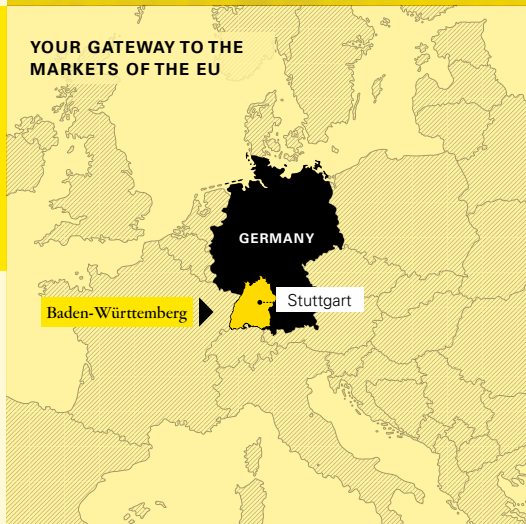 YOUR GATEWAY TO THE
MARKETS OF THE EU
GERMANY
Stuttgart
Baden-Württemberg